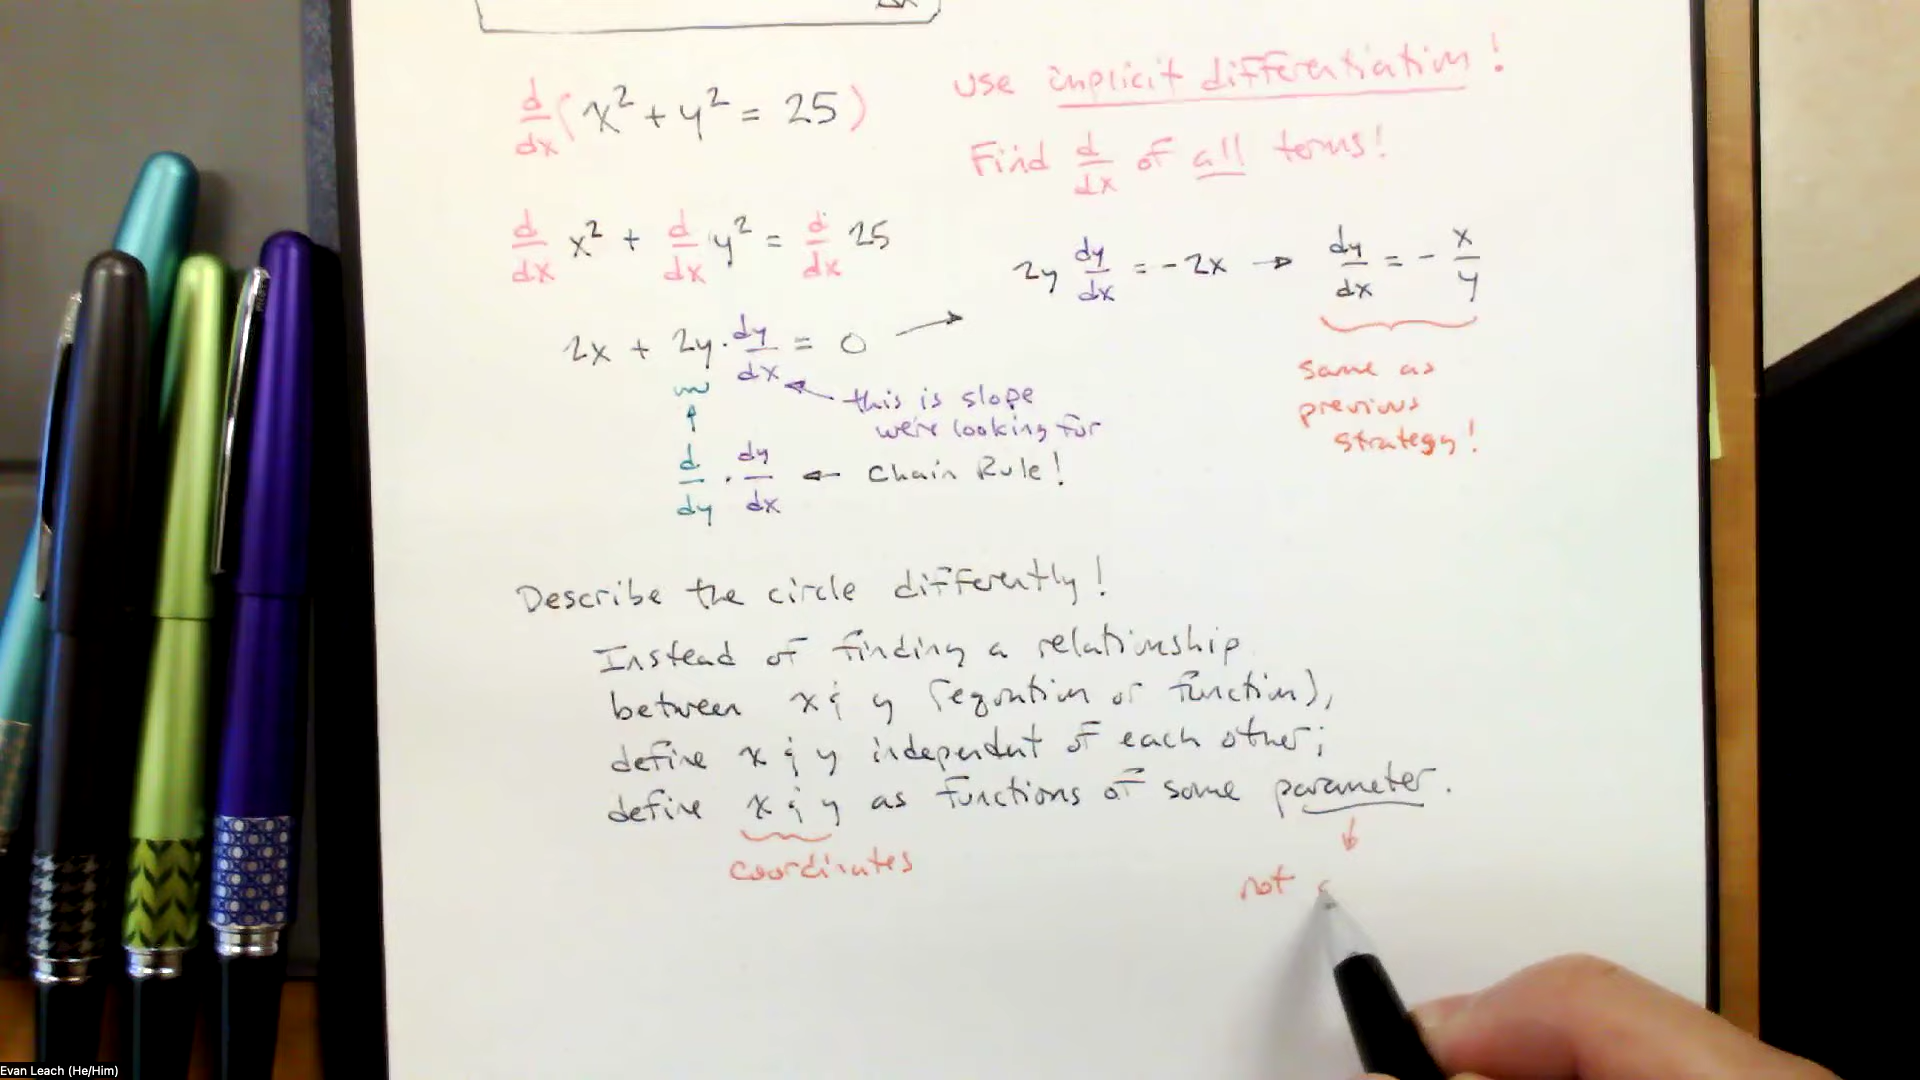 Δx
d/dx (x² + y² = 25)
Use implicit differentiation!
Find d/dx of all terms!
d/dx x² + d/dx y² = d/dx 25
2y dy/dx = -2x → dy/dx = - x/y
2x + 2y · dy/dx = 0
same as
previous
strategy!
this is slope
we're looking for
d/dy · dy/dx ← Chain Rule!
Describe the circle differently!
Instead of finding a relationship
between x & y (equation or function),
define x & y independent of each other;
define x & y as functions of some parameter.
coordinates
not
Evan Leach (He/Him)